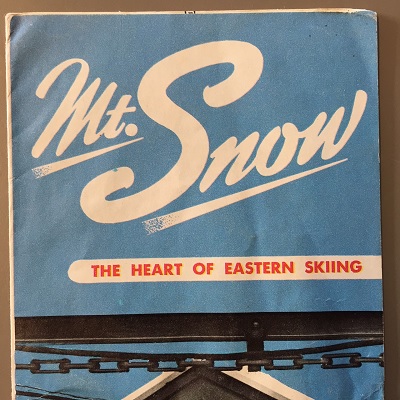 Mt. Snow
THE HEART OF EASTERN SKIING